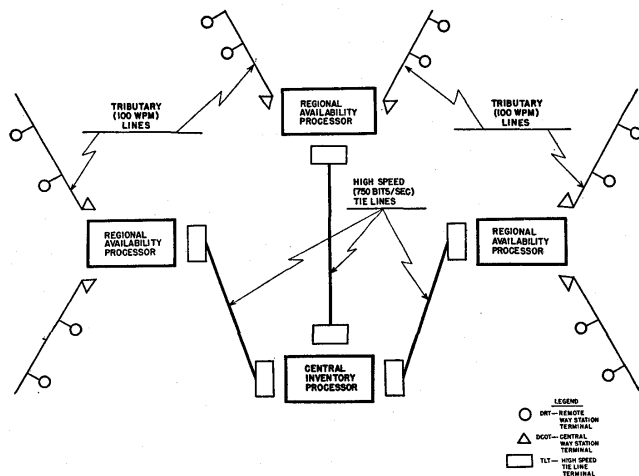 REGIONAL
AVAILABILITY
PROCESSOR
TRIBUTARY
(100 WPM)
LINES
TRIBUTARY
(100 WPM)
LINES
HIGH SPEED
(750 BITS/SEC)
TIE LINES
REGIONAL
AVAILABILITY
PROCESSOR
REGIONAL
AVAILABILITY
PROCESSOR
CENTRAL
INVENTORY
PROCESSOR
LEGEND
DRT— REMOTE
WAY STATION
TERMINAL
DCOT— CENTRAL
WAY STATION
TERMINAL
TLT— HIGH SPEED
TIE LINE
TERMINAL